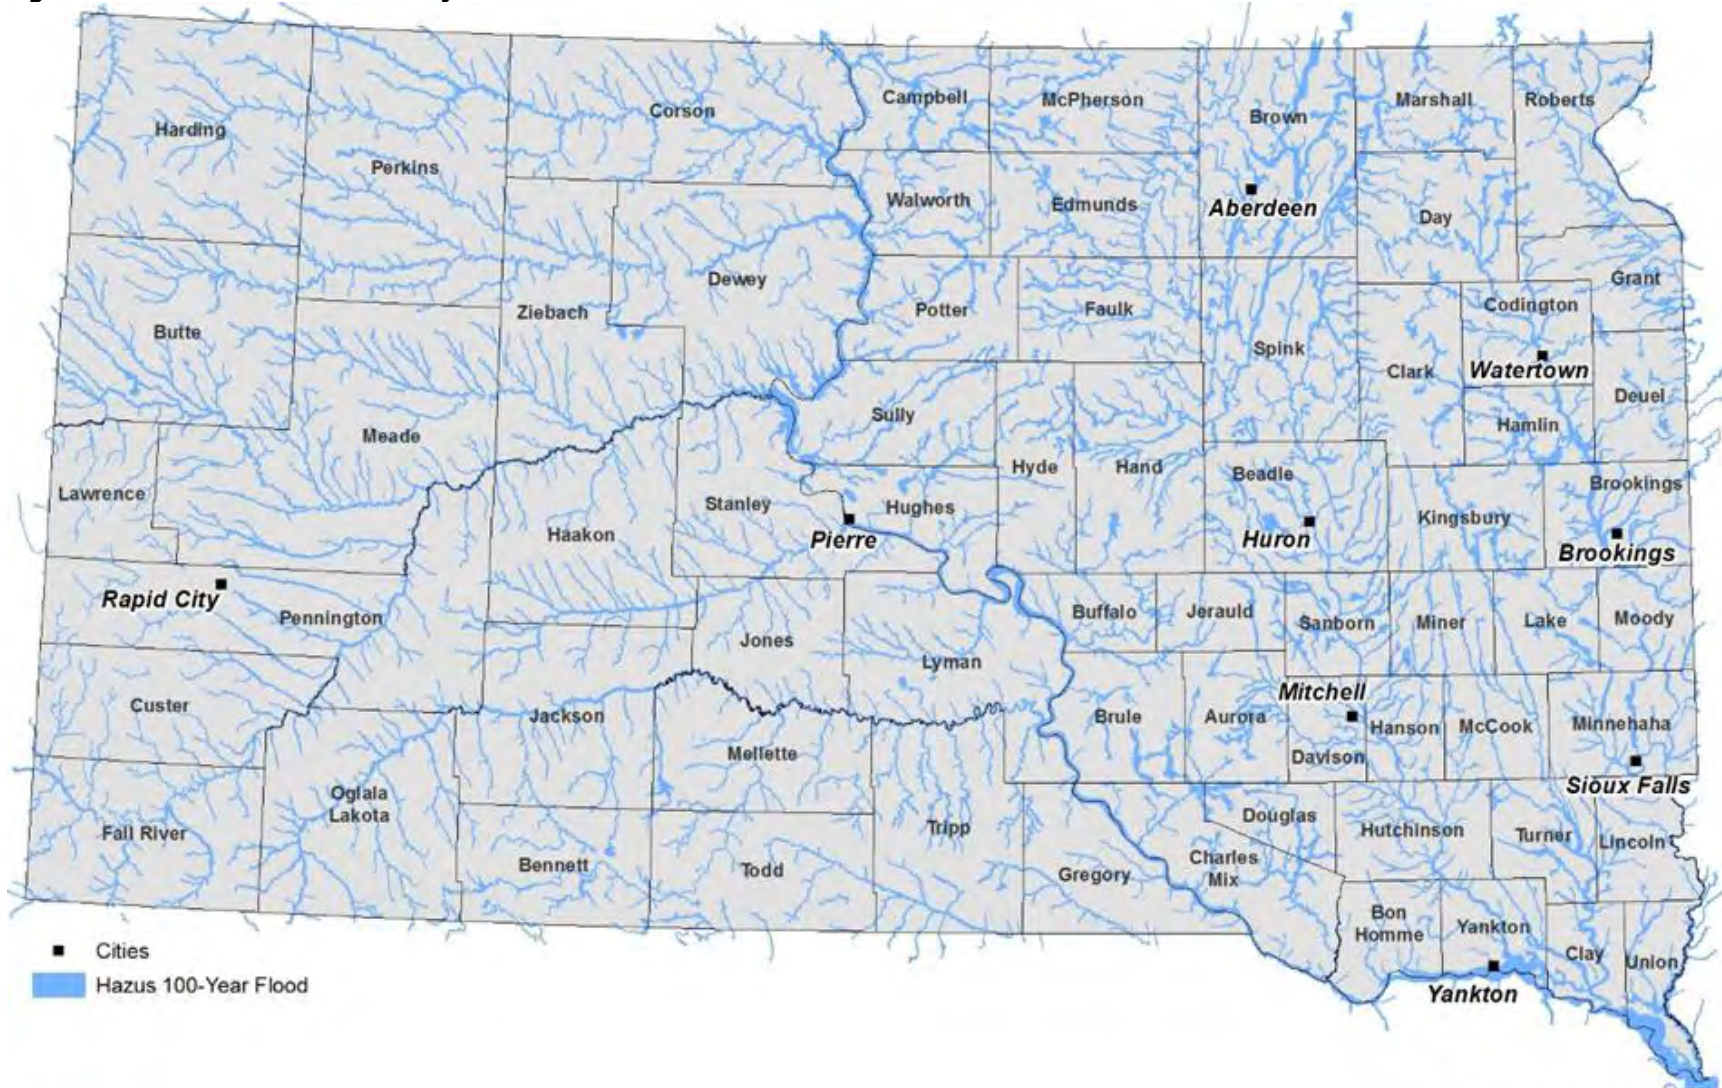 Harding
Perkins
Corson
Campbell
McPherson
Brown
Marshall
Roberts
Walworth
Edmunds
Aberdeen
Day
Dewey
Ziebach
Potter
Faulk
Grant
Codington
Butte
Spink
Clark
Watertown
Deuel
Hamlin
Meade
Sully
Hyde
Hand
Beadle
Lawrence
Stanley
Hughes
Brookings
Kingsbury
Haakon
Pierre
Huron
Brookings
Rapid City
Pennington
Buffalo
Jerauld
Sanborn
Miner
Lake
Moody
Jones
Lyman
Mitchell
Custer
Jackson
Brule
Aurora
Hanson
McCook
Minnehaha
Mellette
Davison
Sioux Falls
Oglala
Lakota
Fall River
Tripp
Douglas
Hutchinson
Turner
Lincoln
Bennett
Todd
Gregory
Charles
Mix
Bon
Homme
Yankton
Clay
Union
Yankton
Cities
Hazus 100-Year Flood